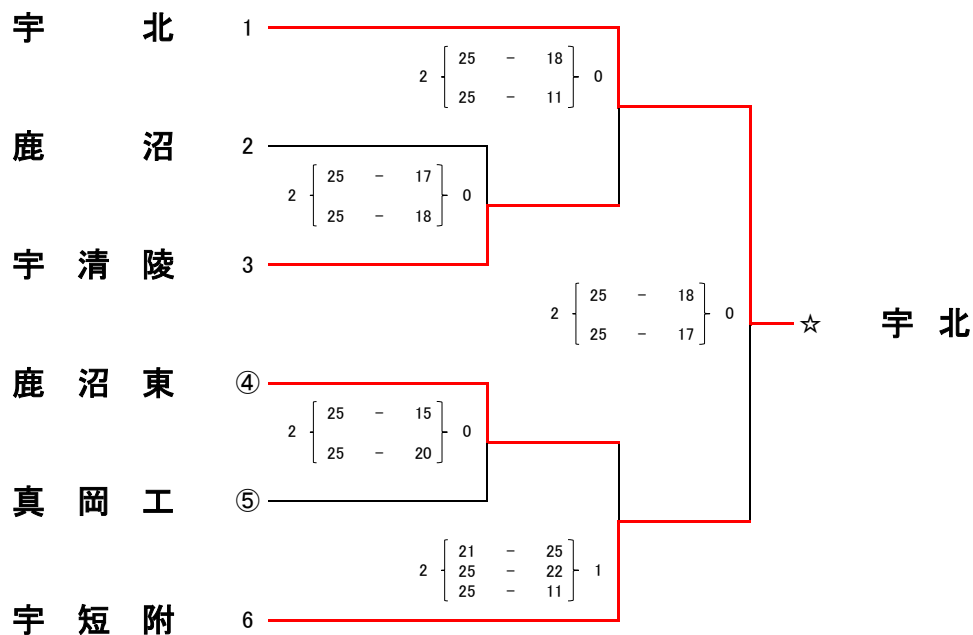 宇北 1
2 25 - 18 0
25 - 11
鹿沼 2
2 25 - 17 0
25 - 18
宇清陵 3
2 25 - 18 0
25 - 17
☆ 宇北
鹿沼東 ④
2 25 - 15 0
25 - 20
真岡工 ⑤
2 21 - 25 1
25 - 22
25 - 11
宇短附 6